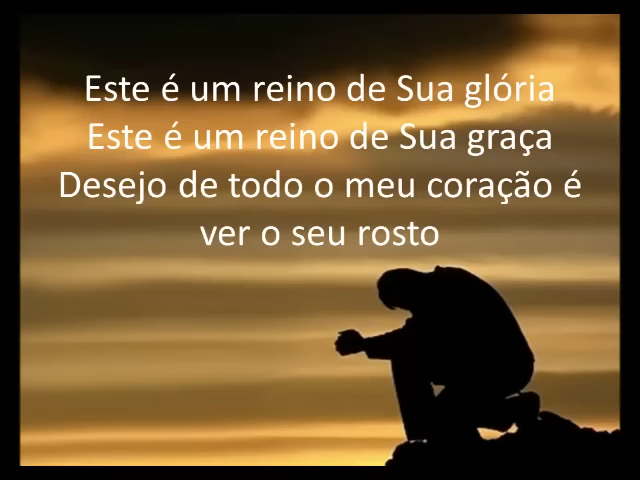 Este é um reino de Sua glória
Este é um reino de Sua graça
Desejo de todo o meu coração é
ver o seu rosto